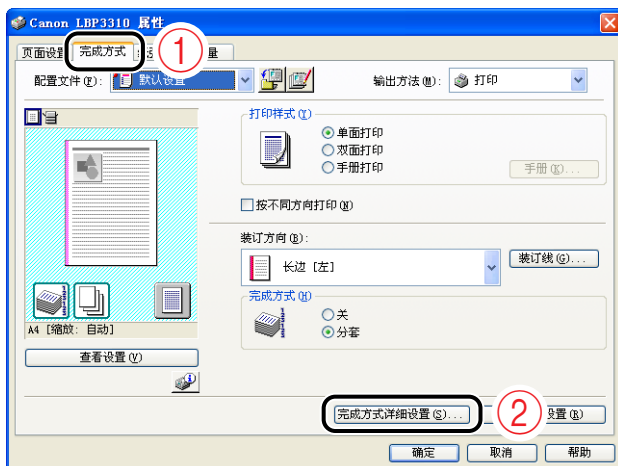 Canon LBP3310 属性
页面设置 完成方式 量
①
配置文件(F): 默认设置 输出方法(M): 打印
打印样式(Y)
单面打印
双面打印
手册打印 手册(K)...
按不同方向打印(N)
装订方向(B):
长边 [左] 装订线(G)...
完成方式(H)
关
分套
A4 [缩放: 自动]
查看设置(V)
完成方式详细设置(S)... ② 设置(R)
确定 取消 帮助